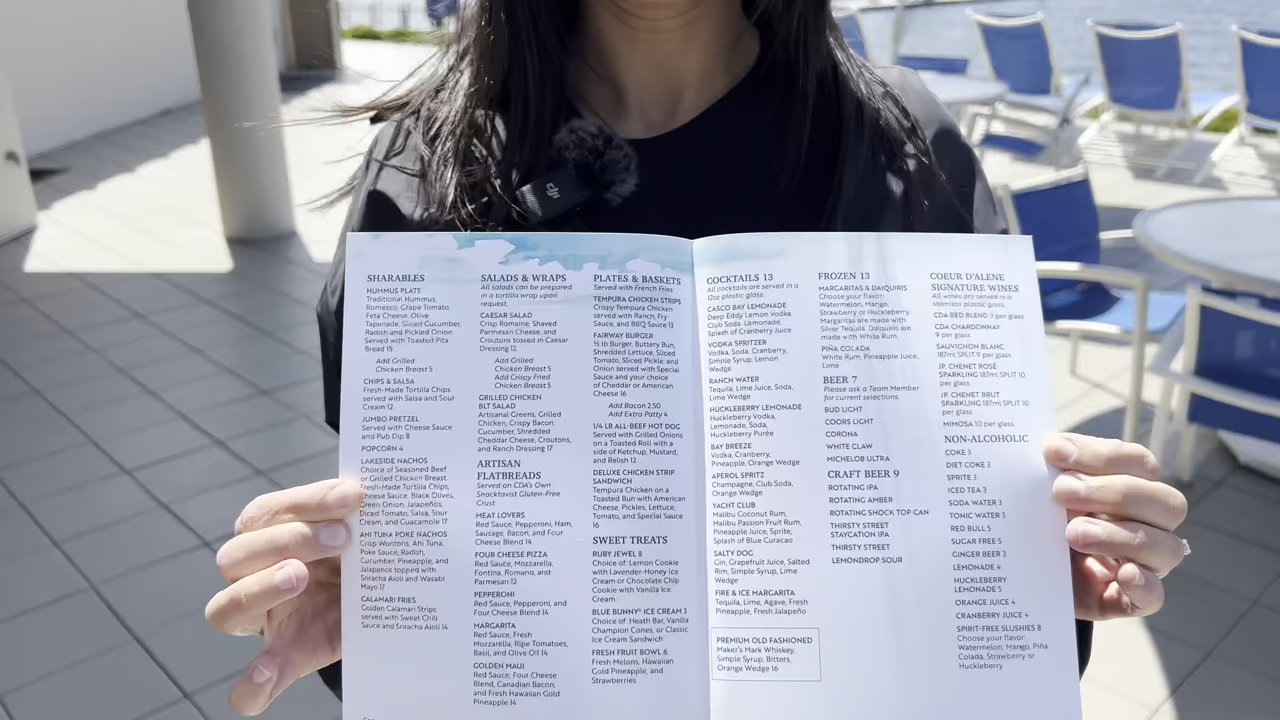 dji
SHARABLES
HUMMUS PLATE
Traditional Hummus,
Romesco, Grape Tomato,
Feta Cheese, Olive
Tapenade, Sliced Cucumber,
Radish and Pickled Onion
Served with Toasted Pita
Bread 15
Add Grilled
Chicken Breast 5
CHIPS & SALSA
Fresh-Made Tortilla Chips
served with Salsa and Sour
Cream 12
JUMBO PRETZEL
Served with Cheese Sauce
and Pub Dip 8
POPCORN 4
LAKESIDE NACHOS
Choice of Seasoned Beef
or Grilled Chicken Breast,
Fresh-Made Tortilla Chips,
Cheese Sauce, Black Olives,
Green Onion, Jalapeños,
Diced Tomato, Salsa, Sour
Cream, and Guacamole 17
AHI TUNA POKE NACHOS
Crisp Wontons, Ahi Tuna,
Poke Sauce, Radish,
Cucumber, Pineapple, and
Jalapenos topped with
Sriracha Aioli and Wasabi
Mayo 17
CALAMARI FRIES
Golden Calamari Strips
served with Sweet Chili
Sauce and Sriracha Aioli 14
SALADS & WRAPS
All salads can be prepared
in a tortilla wrap upon
request.
CAESAR SALAD
Crisp Romaine, Shaved
Parmesan Cheese, and
Croutons tossed in Caesar
Dressing 12
Add Grilled
Chicken Breast 5
Add Crispy Fried
Chicken Breast 5
GRILLED CHICKEN
BLT SALAD
Artisanal Greens, Grilled
Chicken, Crispy Bacon,
Cucumber, Shredded
Cheddar Cheese, Croutons,
and Ranch Dressing 17
ARTISAN
FLATBREADS
Served on CDA's Own
Snacktivist Gluten-Free
Crust
MEAT LOVERS
Red Sauce, Pepperoni, Ham,
Sausage, Bacon, and Four
Cheese Blend 14
FOUR CHEESE PIZZA
Red Sauce, Mozzarella,
Fontina, Romano, and
Parmesan 12
PEPPERONI
Red Sauce, Pepperoni, and
Four Cheese Blend 14
MARGARITA
Red Sauce, Fresh
Mozzarella, Ripe Tomatoes,
Basil, and Olive Oil 14
GOLDEN MAUI
Red Sauce, Four Cheese
Blend, Canadian Bacon,
and Fresh Hawaiian Gold
Pineapple 14
PLATES & BASKETS
Served with French Fries
TEMPURA CHICKEN STRIPS
Crispy Tempura Chicken
served with Ranch, Fry
Sauce, and BBQ Sauce 13
FAIRWAY BURGER
½ lb Burger, Buttery Bun,
Shredded Lettuce, Sliced
Tomato, Sliced Pickle, and
Onion served with Special
Sauce and your choice
of Cheddar or American
Cheese 16
Add Bacon 2.50
Add Extra Patty 4
1/4 LB ALL-BEEF HOT DOG
Served with Grilled Onions
on a Toasted Roll with a
side of Ketchup, Mustard,
and Relish 12
DELUXE CHICKEN STRIP
SANDWICH
Tempura Chicken on a
Toasted Bun with American
Cheese, Pickles, Lettuce,
Tomato, and Special Sauce
16
SWEET TREATS
RUBY JEWEL 8
Choice of: Lemon Cookie
with Lavender-Honey Ice
Cream or Chocolate Chip
Cookie with Vanilla Ice
Cream
BLUE BUNNY® ICE CREAM 3
Choice of: Heath Bar, Vanilla
Champion Cones, or Classic
Ice Cream Sandwich
FRESH FRUIT BOWL 6
Fresh Melons, Hawaiian
Gold Pineapple, and
Strawberries
COCKTAILS 13
All cocktails are served in a
12oz plastic glass.
CASCO BAY LEMONADE
Deep Eddy Lemon Vodka,
Club Soda, Lemonade,
Splash of Cranberry Juice
VODKA SPRITZER
Vodka, Soda, Cranberry,
Simple Syrup, Lemon
Wedge
RANCH WATER
Tequila, Lime Juice, Soda,
Lime Wedge
HUCKLEBERRY LEMONADE
Huckleberry Vodka,
Lemonade, Soda,
Huckleberry Purée
BAY BREEZE
Vodka, Cranberry,
Pineapple, Orange Wedge
APEROL SPRITZ
Champagne, Club Soda,
Orange Wedge
YACHT CLUB
Malibu Coconut Rum,
Malibu Passion Fruit Rum,
Pineapple Juice, Sprite,
Splash of Blue Curacao
SALTY DOG
Gin, Grapefruit Juice, Salted
Rim, Simple Syrup, Lime
Wedge
FIRE & ICE MARGARITA
Tequila, Lime, Agave, Fresh
Pineapple, Fresh Jalapeño
PREMIUM OLD FASHIONED
Maker's Mark Whiskey,
Simple Syrup, Bitters,
Orange Wedge 16
FROZEN 13
MARGARITAS & DAIQUIRIS
Choose your flavor:
Watermelon, Mango,
Strawberry or Huckleberry.
Margaritas are made with
Silver Tequila. Daiquiris are
made with White Rum.
PIÑA COLADA
White Rum, Pineapple Juice,
Lime
BEER 7
Please ask a Team Member
for current selections.
BUD LIGHT
COORS LIGHT
CORONA
WHITE CLAW
MICHELOB ULTRA
CRAFT BEER 9
ROTATING IPA
ROTATING AMBER
ROTATING SHOCK TOP CAN
THIRSTY STREET
STAYCATION IPA
THIRSTY STREET
LEMONDROP SOUR
COEUR D'ALENE
SIGNATURE WINES
All wines are served in a
stemless plastic glass.
CDA RED BLEND 9 per glass
CDA CHARDONNAY
9 per glass
SAUVIGNON BLANC
187ml SPLIT 9 per glass
JP. CHENET ROSÉ
SPARKLING 187ml SPLIT 10
per glass
JP. CHENET BRUT
SPARKLING 187ml SPLIT 10
per glass
MIMOSA 10 per glass
NON-ALCOHOLIC
COKE 3
DIET COKE 3
SPRITE 3
ICED TEA 3
SODA WATER 3
TONIC WATER 3
RED BULL 5
SUGAR FREE 5
GINGER BEER 3
LEMONADE 4
HUCKLEBERRY
LEMONADE 5
ORANGE JUICE 4
CRANBERRY JUICE 4
SPIRIT-FREE SLUSHIES 8
Choose your flavor:
Watermelon, Mango, Piña
Colada, Strawberry or
Huckleberry